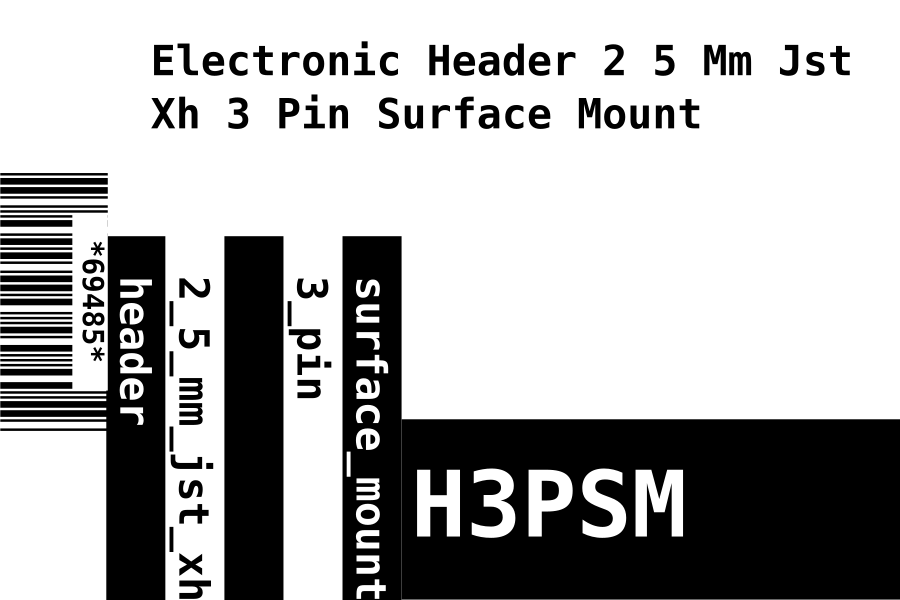 Electronic Header 2 5 Mm Jst
Xh 3 Pin Surface Mount
*69485*
header
2_5_mm_jst_xh
3_pin
surface_mount
H3PSM